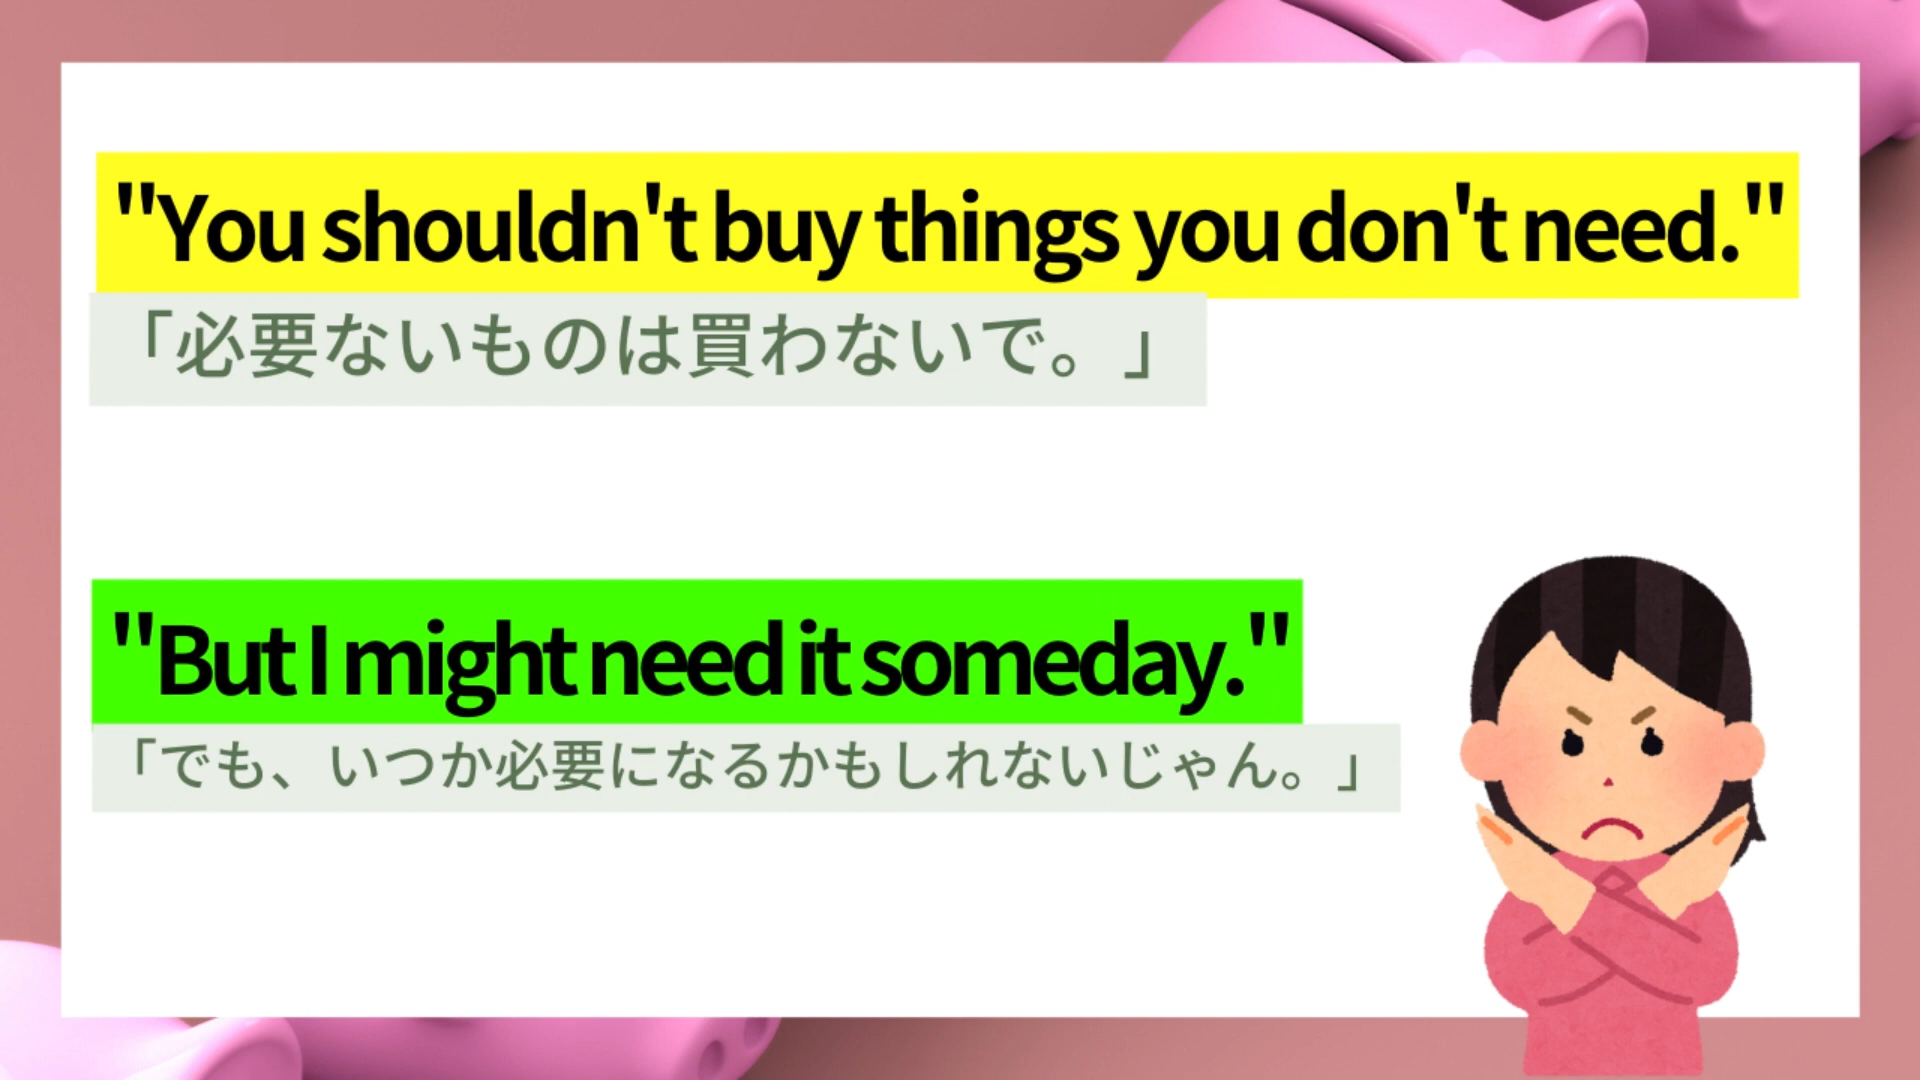 "You shouldn't buy things you don't need."
「必要ないものは買わないで。」
"But I might need it someday."
「でも、いつか必要になるかもしれないじゃん。」